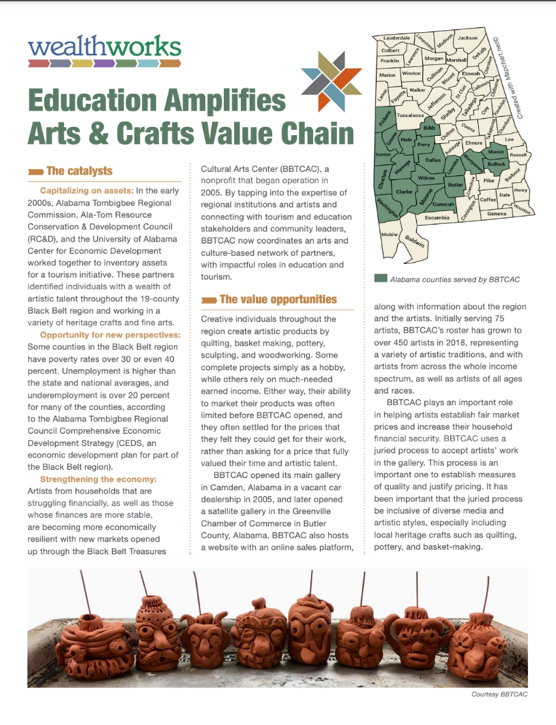 wealthworks
Education Amplifies
Arts & Crafts Value Chain
The catalysts
Capitalizing on assets: In the early
2000s, Alabama Tombigbee Regional
Commission, Ala-Tom Resource
Conservation & Development Council
(RC&D), and the University of Alabama
Center for Economic Development
worked together to inventory assets
for a tourism initiative. These partners
identified individuals with a wealth of
artistic talent throughout the 19-county
Black Belt region and working in a
variety of heritage crafts and fine arts.
Opportunity for new perspectives:
Some counties in the Black Belt region
have poverty rates over 30 or even 40
percent. Unemployment is higher than
the state and national averages, and
underemployment is over 20 percent
for many of the counties, according
to the Alabama Tombigbee Regional
Council Comprehensive Economic
Development Strategy (CEDS, an
economic development plan for part of
the Black Belt region).
Strengthening the economy:
Artists from households that are
struggling financially, as well as those
whose finances are more stable,
are becoming more economically
resilient with new markets opened
up through the Black Belt Treasures
Cultural Arts Center (BBTCAC), a
nonprofit that began operation in
2005. By tapping into the expertise of
regional institutions and artists and
connecting with tourism and education
stakeholders and community leaders,
BBTCAC now coordinates an arts and
culture-based network of partners,
with impactful roles in education and
tourism.
The value opportunities
Creative individuals throughout the
region create artistic products by
quilting, basket making, pottery,
sculpting, and woodworking. Some
complete projects simply as a hobby,
while others rely on much-needed
earned income. Either way, their ability
to market their products was often
limited before BBTCAC opened, and
they often settled for the prices that
they felt they could get for their work,
rather than asking for a price that fully
valued their time and artistic talent.
BBTCAC opened its main gallery
in Camden, Alabama in a vacant car
dealership in 2005, and later opened
a satellite gallery in the Greenville
Chamber of Commerce in Butler
County, Alabama. BBTCAC also hosts
a website with an online sales platform,
Lauderdale
Jackson
Colbert
Madison
Franklin
Morgan
Marshall
DeKalb
Marion
Winston
Cullman
Blount
Etowah
Walker
Fayette
Jefferson
Shelby
Tuscaloosa
Bibb
Hale
Perry
Elmore
Lee
Macon
Russell
Dallas
Bullock
Wilcox
Butler
Pike
Clarke
Conecuh
Coffee
Dale
Henry
Escambia
Geneva
Mobile
Baldwin
Created with Mapchart.net©
Alabama counties served by BBTCAC
along with information about the region
and the artists. Initially serving 75
artists, BBTCAC's roster has grown to
over 450 artists in 2018, representing
a variety of artistic traditions, and with
artists from across the whole income
spectrum, as well as artists of all ages
and races.
BBTCAC plays an important role
in helping artists establish fair market
prices and increase their household
financial security. BBTCAC uses a
juried process to accept artists' work
in the gallery. This process is an
important one to establish measures
of quality and justify pricing. It has
been important that the juried process
be inclusive of diverse media and
artistic styles, especially including
local heritage crafts such as quilting,
pottery, and basket-making.
Courtesy BBTCAC